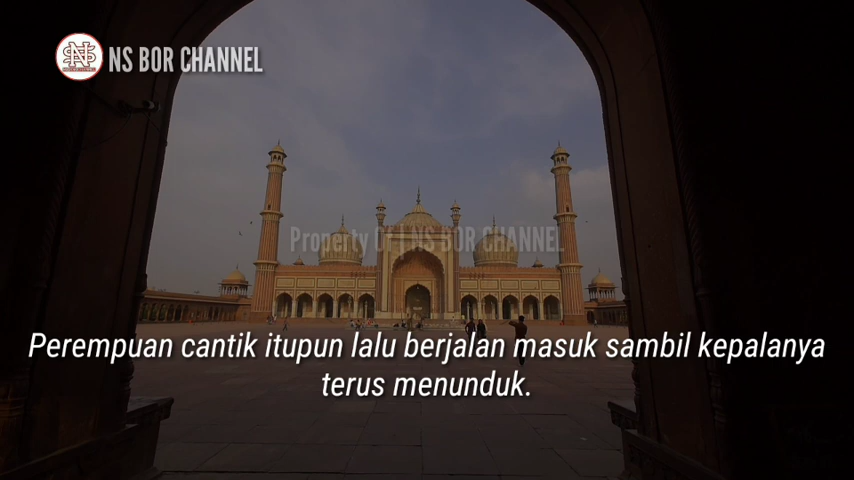 NS BOR CHANNEL
Property Of NS BOR CHANNEL
Perempuan cantik itupun lalu berjalan masuk sambil kepalanya
terus menunduk.